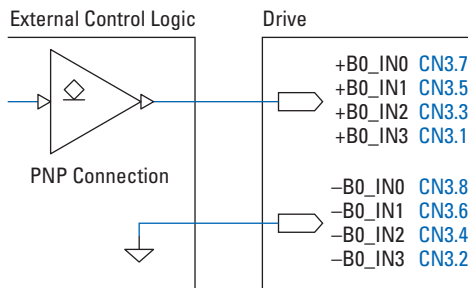 External Control Logic
Drive
+B0_IN0 CN3.7
+B0_IN1 CN3.5
+B0_IN2 CN3.3
+B0_IN3 CN3.1
PNP Connection
–B0_IN0 CN3.8
–B0_IN1 CN3.6
–B0_IN2 CN3.4
–B0_IN3 CN3.2